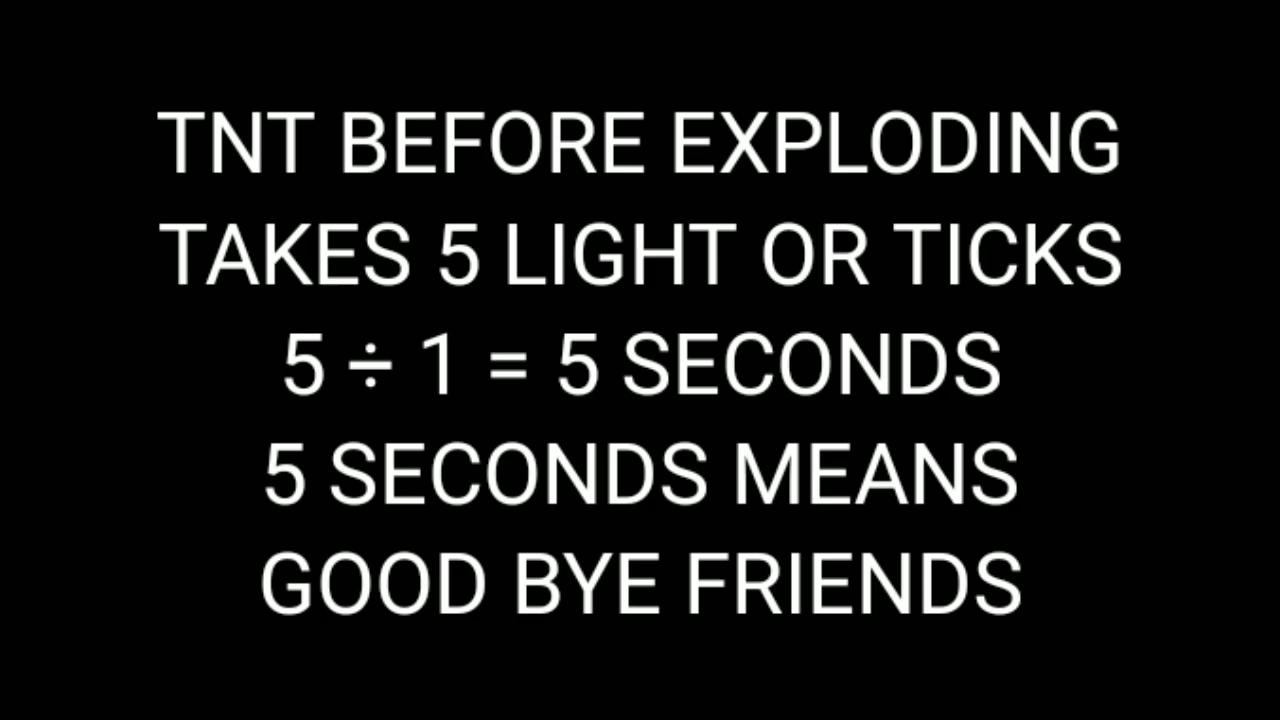 TNT BEFORE EXPLODING
TAKES 5 LIGHT OR TICKS
5 ÷ 1 = 5 SECONDS
5 SECONDS MEANS
GOOD BYE FRIENDS